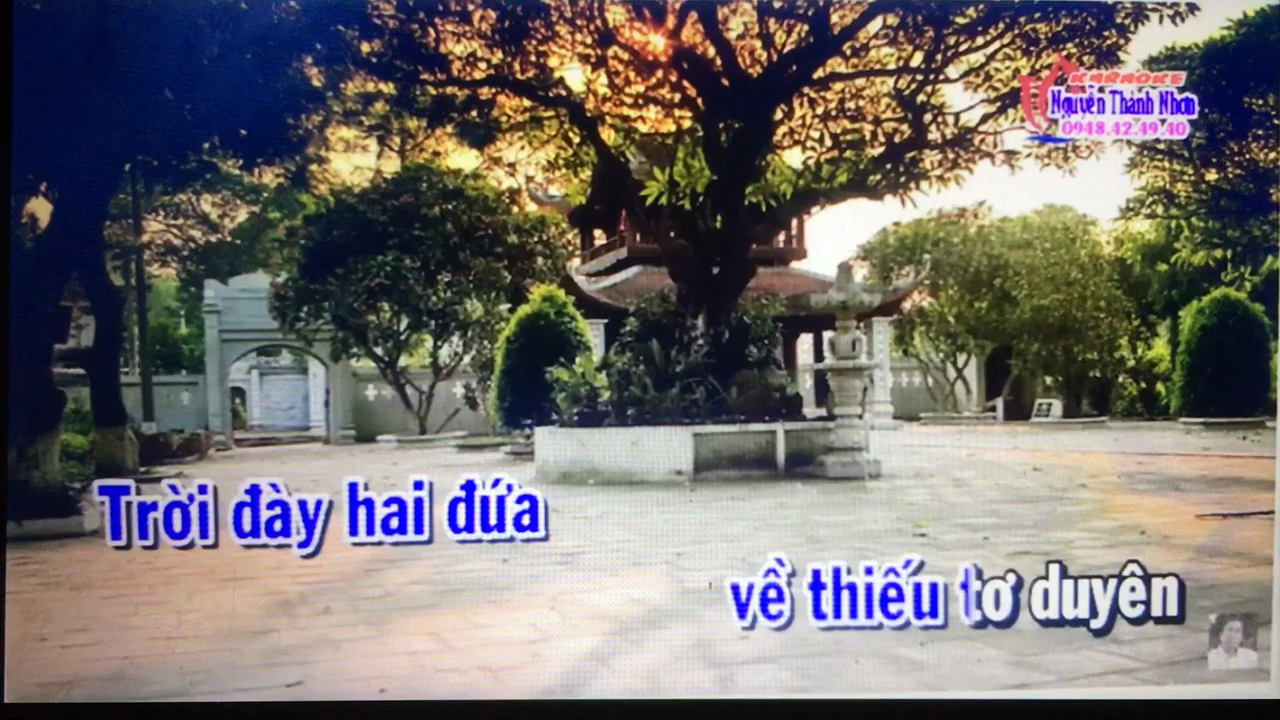 KARAOKE
Nguyễn Thành Nhơn
0948.42.49.40
Trời đày hai đứa
về thiếu tơ duyên